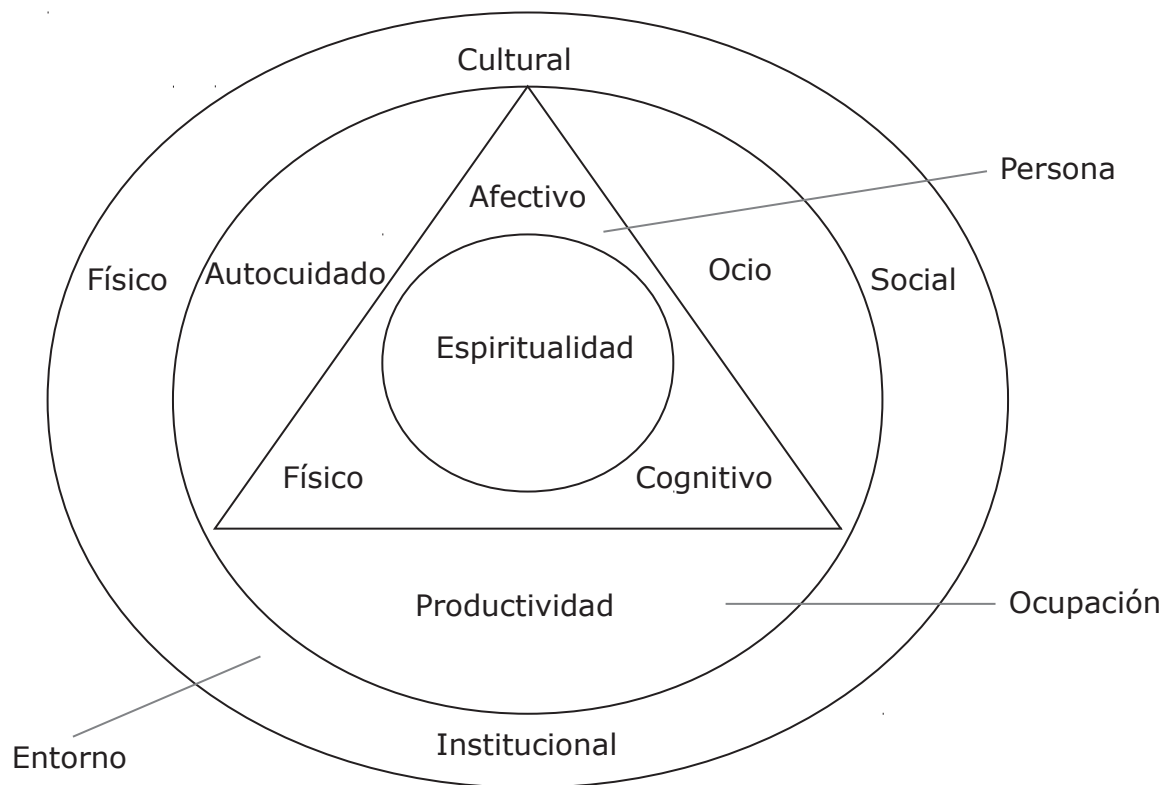 Cultural
Persona
Afectivo
Físico
Autocuidado
Ocio
Social
Espiritualidad
Físico
Cognitivo
Productividad
Ocupación
Entorno
Institucional